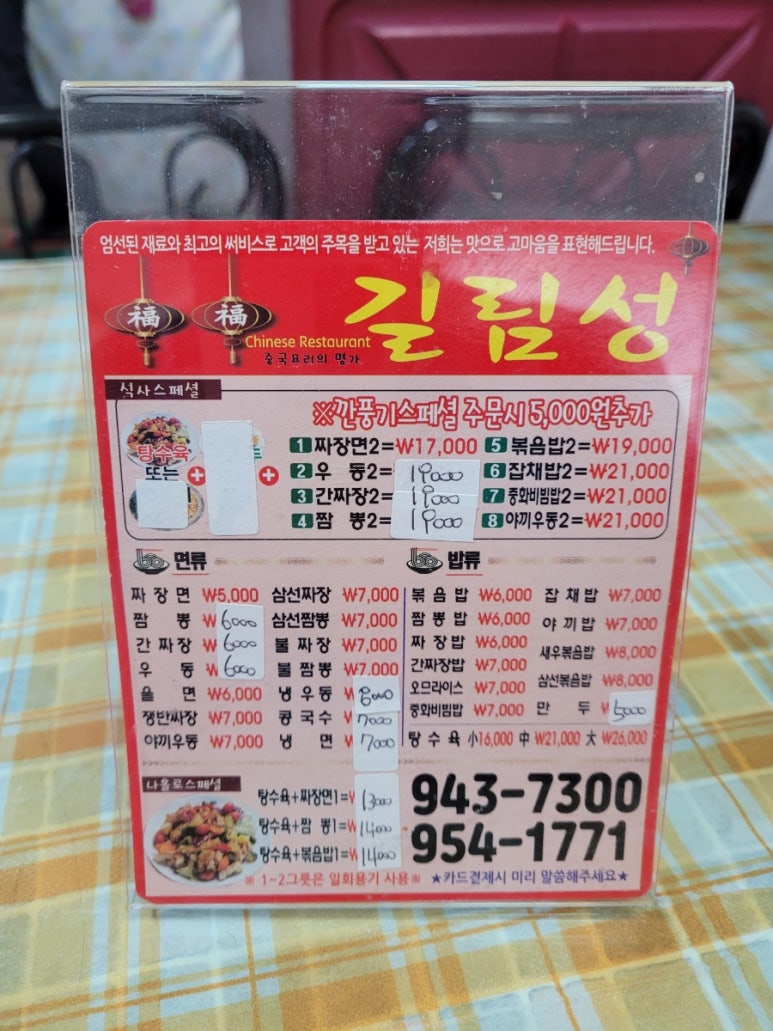 엄선된 재료와 최고의 써비스로 고객의 주목을 받고 있는 저희는 맛으로 고마움을 표현해드립니다.
福 福
길림성
Chinese Restaurant
중국요리의 명가
식사스페셜
※깐풍기스페셜 주문시 5,000원추가
탕수육
또는
+ +
1 짜장면2=₩17,000 5 볶음밥2=₩19,000
2 우 동2= 19000 6 잡채밥2=₩21,000
3 간짜장2= 19000 7 중화비빔밥2=₩21,000
4 짬 뽕2= 19000 8 야끼우동2=₩21,000
면류
짜장면 ₩5,000 삼선짜장 ₩7,000
짬 뽕 ₩6000 삼선짬뽕 ₩7,000
간짜장 ₩6000 불짜장 ₩7,000
우 동 ₩6000 불짬뽕 ₩7,000
울 면 ₩6,000 냉우동 ₩8000
쟁반짜장 ₩7,000 콩국수 ₩7000
야끼우동 ₩7,000 냉 면 ₩7000
밥류
볶음밥 ₩6,000 잡채밥 ₩7,000
짬뽕밥 ₩6,000 야끼밥 ₩7,000
짜장밥 ₩6,000 새우볶음밥 ₩8,000
간짜장밥 ₩7,000 삼선볶음밥 ₩8,000
오므라이스 ₩7,000
중화비빔밥 ₩7,000 만 두 ₩5000
탕수육 小16,000 中 ₩21,000 大 ₩26,000
나홀로스페셜
탕수육+짜장면1=₩13000
탕수육+짬 뽕1=₩14000
탕수육+볶음밥1=₩14000
943-7300
954-1771
※ 1~2그릇은 일회용기 사용※ ★카드결제시 미리 말씀해주세요★